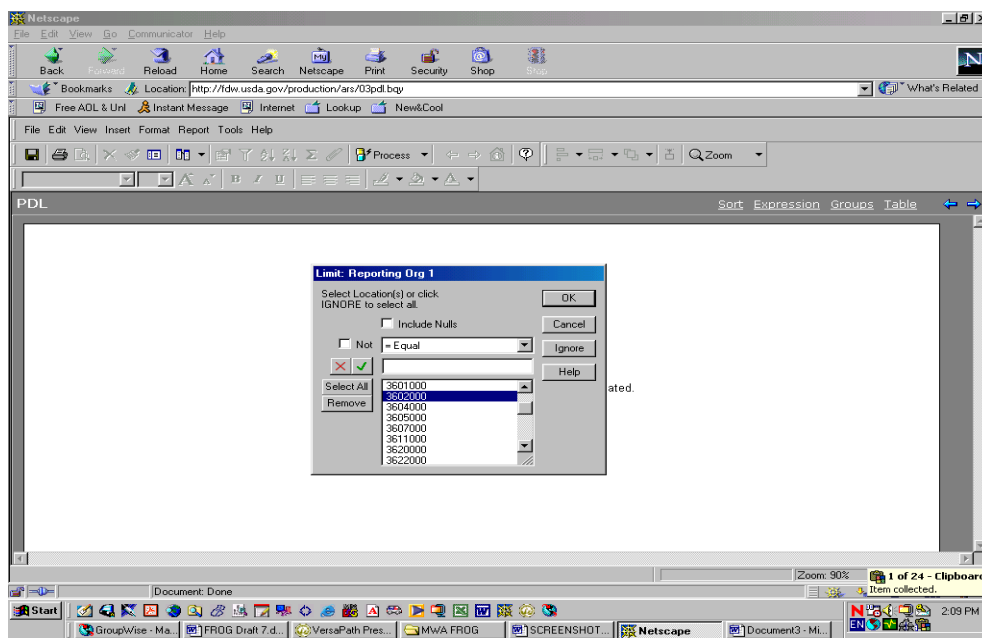 Netscape
File Edit View Go Communicator Help
Back Forward Reload Home Search Netscape Print Security Shop Stop
Bookmarks Location: http://fdw.usda.gov/production/ars/03pdl.bqy What's Related
Free AOL & Unl Instant Message Internet Lookup New&Cool
File Edit View Insert Format Report Tools Help
Process Zoom
B I U
PDL Sort Expression Groups Table
Limit: Reporting Org 1
Select Location(s) or click
IGNORE to select all.
OK
Include Nulls
Cancel
Not = Equal
Ignore
Help
Select All
Remove
3601000
3602000
3604000
3605000
3607000
3611000
3620000
3622000
ated.
Zoom: 90%
1 of 24 - Clipboard
Item collected.
Document: Done
Start
2:09 PM
GroupWise - Ma... FROG Draft 7.d... VersaPath Pres... MWA FROG SCREENSHOT... Netscape Document3 - Mi...